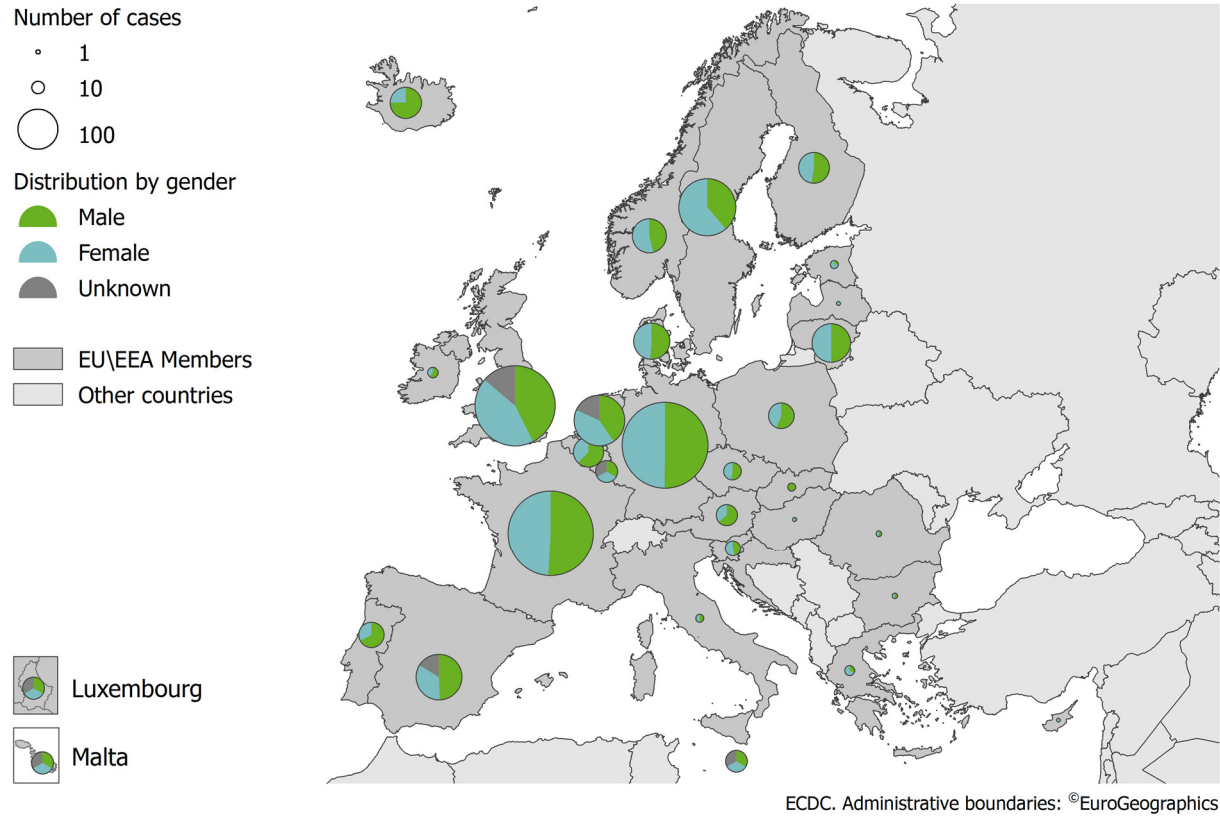 Number of cases
1
10
100
Distribution by gender
Male
Female
Unknown
EU\EEA Members
Other countries
Luxembourg
Malta
ECDC. Administrative boundaries: ©EuroGeographics